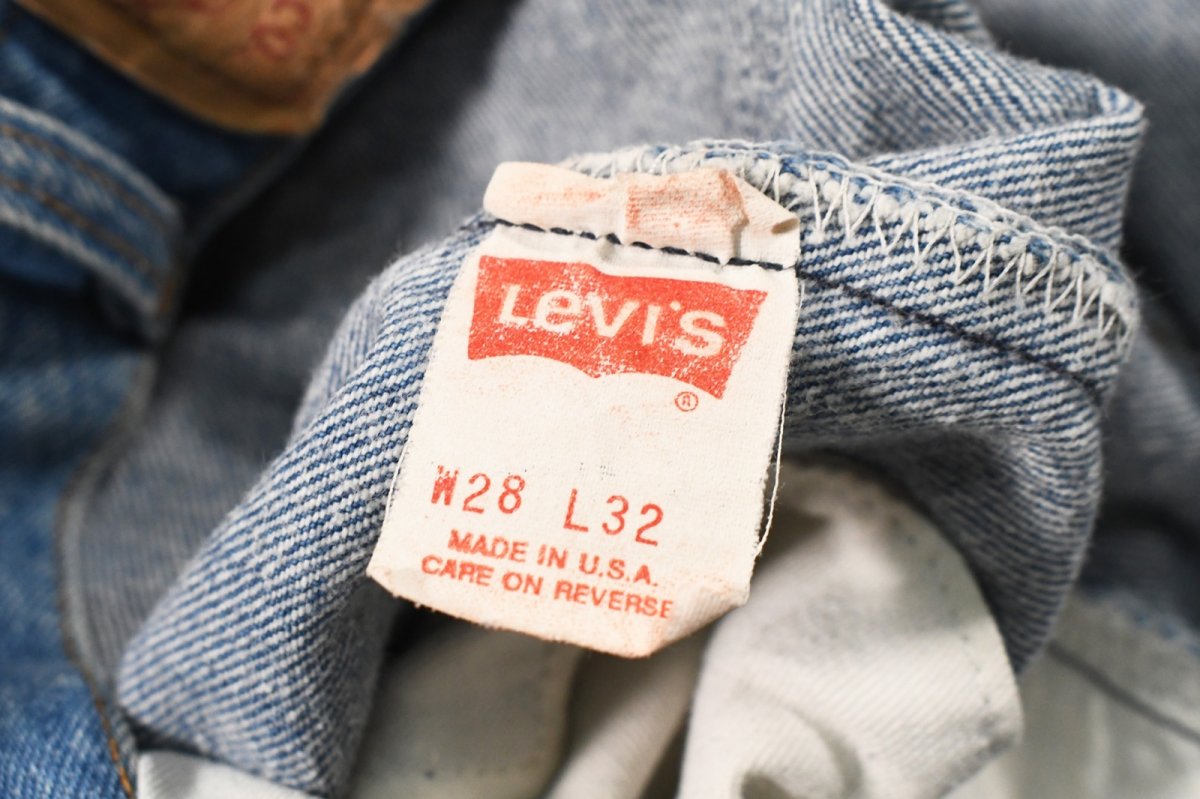 Levi's
®
W28 L32
MADE IN U.S.A.
CARE ON REVERSE